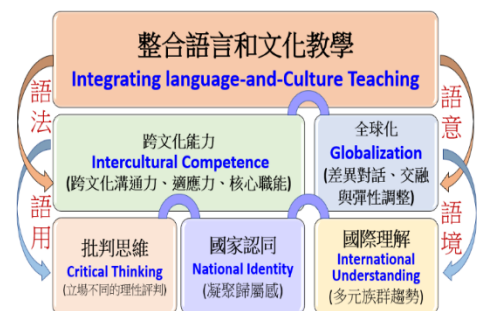 整合語言和文化教學
Integrating language-and-Culture Teaching
語法
語意
跨文化能力
Intercultural Competence
(跨文化溝通力、適應力、核心職能)
全球化
Globalization
(差異對話、交融
與彈性調整)
語用
語境
批判思維
Critical Thinking
(立場不同的理性評判)
國家認同
National Identity
(凝聚歸屬感)
國際理解
International
Understanding
(多元族群趨勢)